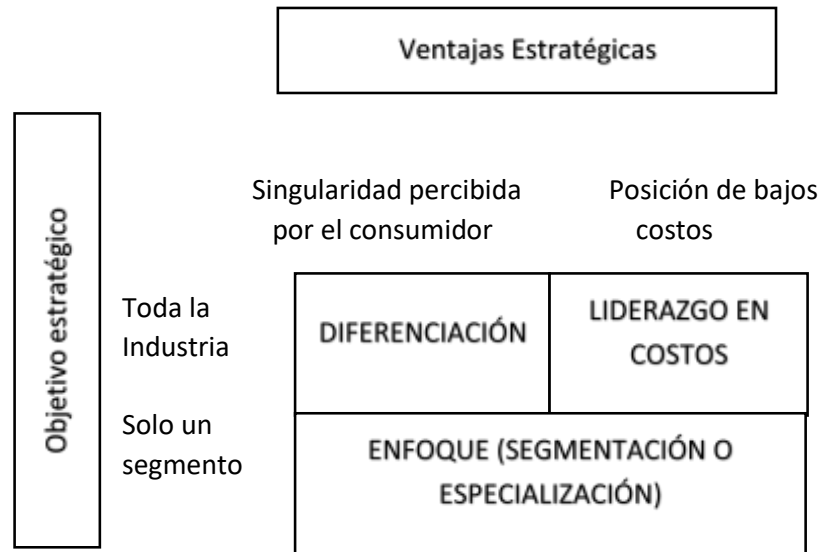 Ventajas Estratégicas
Objetivo estratégico
Singularidad percibida
por el consumidor
Posición de bajos
costos
Toda la
Industria
DIFERENCIACIÓN
LIDERAZGO EN
COSTOS
Solo un
segmento
ENFOQUE (SEGMENTACIÓN O
ESPECIALIZACIÓN)